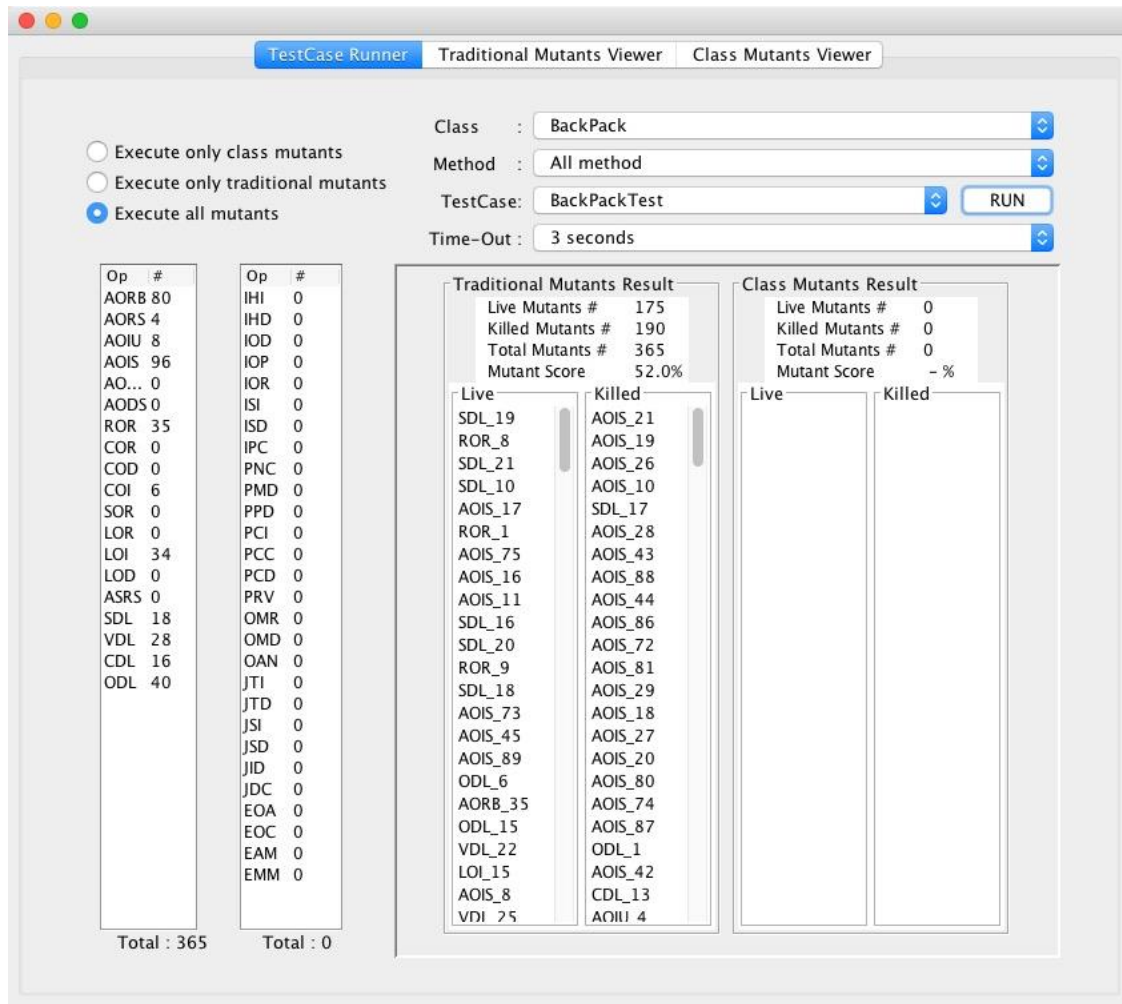 TestCase Runner Traditional Mutants Viewer Class Mutants Viewer
Execute only class mutants
Execute only traditional mutants
Execute all mutants
Class : BackPack
Method : All method
TestCase: BackPackTest RUN
Time-Out : 3 seconds
Op #
AORB 80
AORS 4
AOIU 8
AOIS 96
AO... 0
AODS 0
ROR 35
COR 0
COD 0
COI 6
SOR 0
LOR 0
LOI 34
LOD 0
ASRS 0
SDL 18
VDL 28
CDL 16
ODL 40
Total : 365
Op #
IHI 0
IHD 0
IOD 0
IOP 0
IOR 0
ISI 0
ISD 0
IPC 0
PNC 0
PMD 0
PPD 0
PCI 0
PCC 0
PCD 0
PRV 0
OMR 0
OMD 0
OAN 0
JTI 0
JTD 0
JSI 0
JSD 0
JID 0
JDC 0
EOA 0
EOC 0
EAM 0
EMM 0
Total : 0
Traditional Mutants Result
Live Mutants # 175
Killed Mutants # 190
Total Mutants # 365
Mutant Score 52.0%
Live
SDL_19
ROR_8
SDL_21
SDL_10
AOIS_17
ROR_1
AOIS_75
AOIS_16
AOIS_11
SDL_16
SDL_20
ROR_9
SDL_18
AOIS_73
AOIS_45
AOIS_89
ODL_6
AORB_35
ODL_15
VDL_22
LOI_15
AOIS_8
VDL_25
Killed
AOIS_21
AOIS_19
AOIS_26
AOIS_10
SDL_17
AOIS_28
AOIS_43
AOIS_88
AOIS_44
AOIS_86
AOIS_72
AOIS_81
AOIS_29
AOIS_18
AOIS_27
AOIS_20
AOIS_80
AOIS_74
AOIS_87
ODL_1
AOIS_42
CDL_13
AOIU_4
Class Mutants Result
Live Mutants # 0
Killed Mutants # 0
Total Mutants # 0
Mutant Score - %
Live
Killed